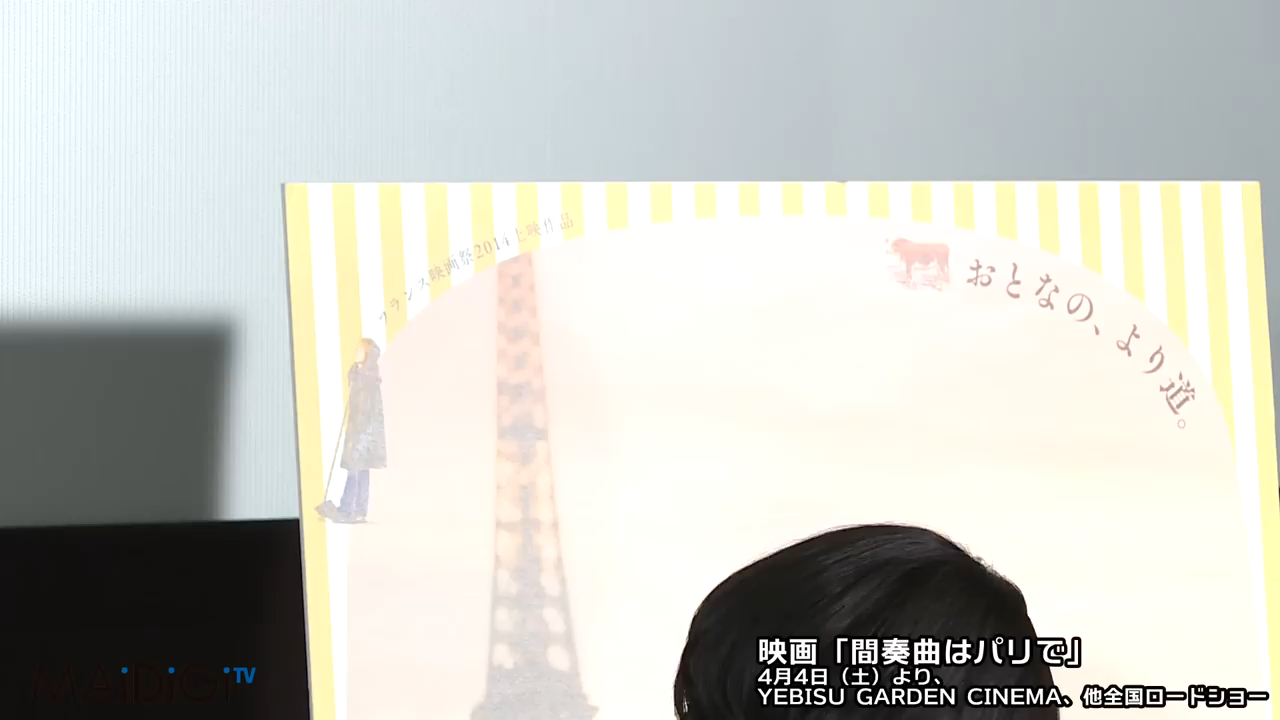 フランス映画祭2014上映作品
おとなの、より道。
MAiDiGiTV
映画「間奏曲はパリで」
4月4日（土）より、
YEBISU GARDEN CINEMA、他全国ロードショー